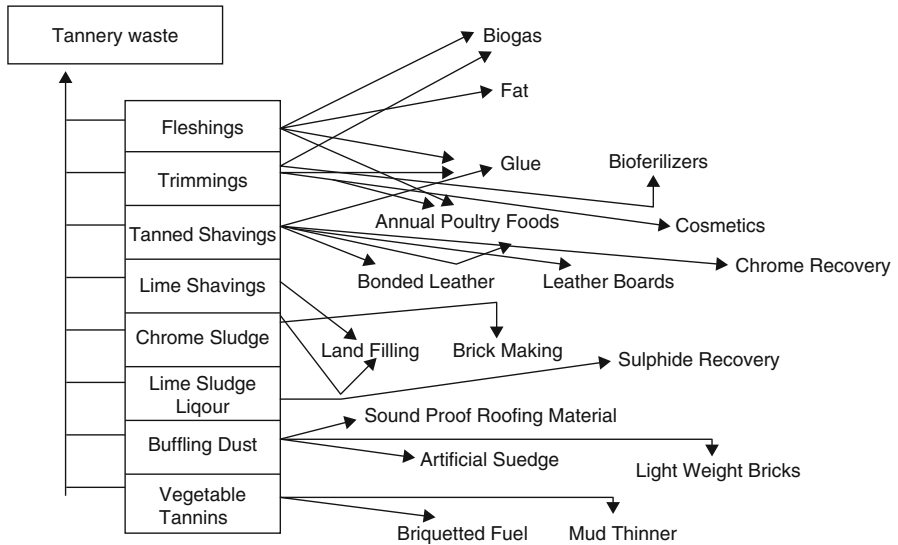 Tannery waste
Fleshings
Trimmings
Tanned Shavings
Lime Shavings
Chrome Sludge
Lime Sludge
Liqour
Buffling Dust
Vegetable
Tannins
Biogas
Fat
Glue
Bioferilizers
Annual Poultry Foods
Cosmetics
Chrome Recovery
Bonded Leather
Leather Boards
Land Filling
Brick Making
Sulphide Recovery
Sound Proof Roofing Material
Artificial Suedge
Light Weight Bricks
Briquetted Fuel
Mud Thinner